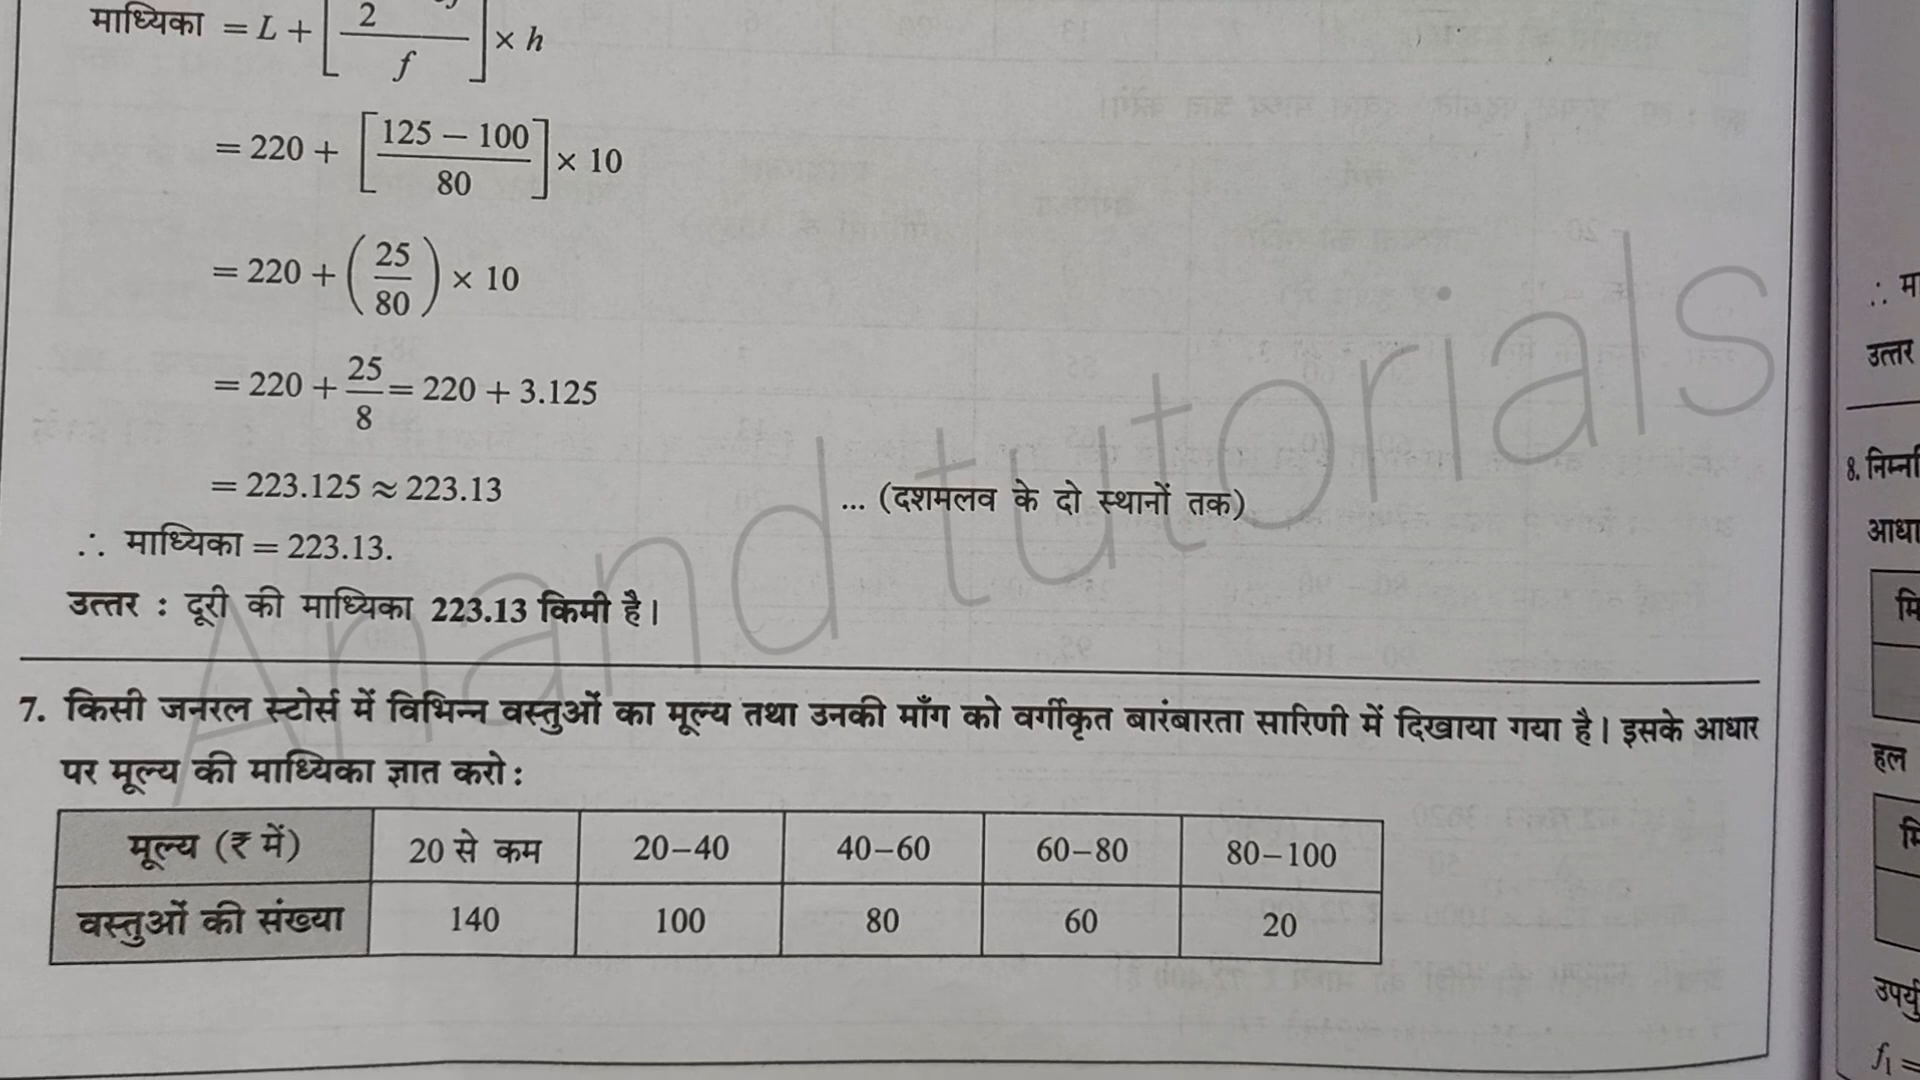 माध्यिका = L + [ 2 / f ] × h
= 220 + [ 125 – 100 / 80 ] × 10
= 220 + ( 25 / 80 ) × 10
= 220 + 25 / 8 = 220 + 3.125
= 223.125 ≈ 223.13 ... (दशमलव के दो स्थानों तक)
∴ माध्यिका = 223.13.
उत्तर : दूरी की माध्यिका 223.13 किमी है।
7. किसी जनरल स्टोर्स में विभिन्न वस्तुओं का मूल्य तथा उनकी माँग को वर्गीकृत बारंबारता सारिणी में दिखाया गया है। इसके आधार
पर मूल्य की माध्यिका ज्ञात करो :
मूल्य (₹ में) 20 से कम 20–40 40–60 60–80 80–100
वस्तुओं की संख्या 140 100 80 60 20
Anand tutorials
∴ मा
उत्तर
8. निम्नी
आधा
हल
f₁ =